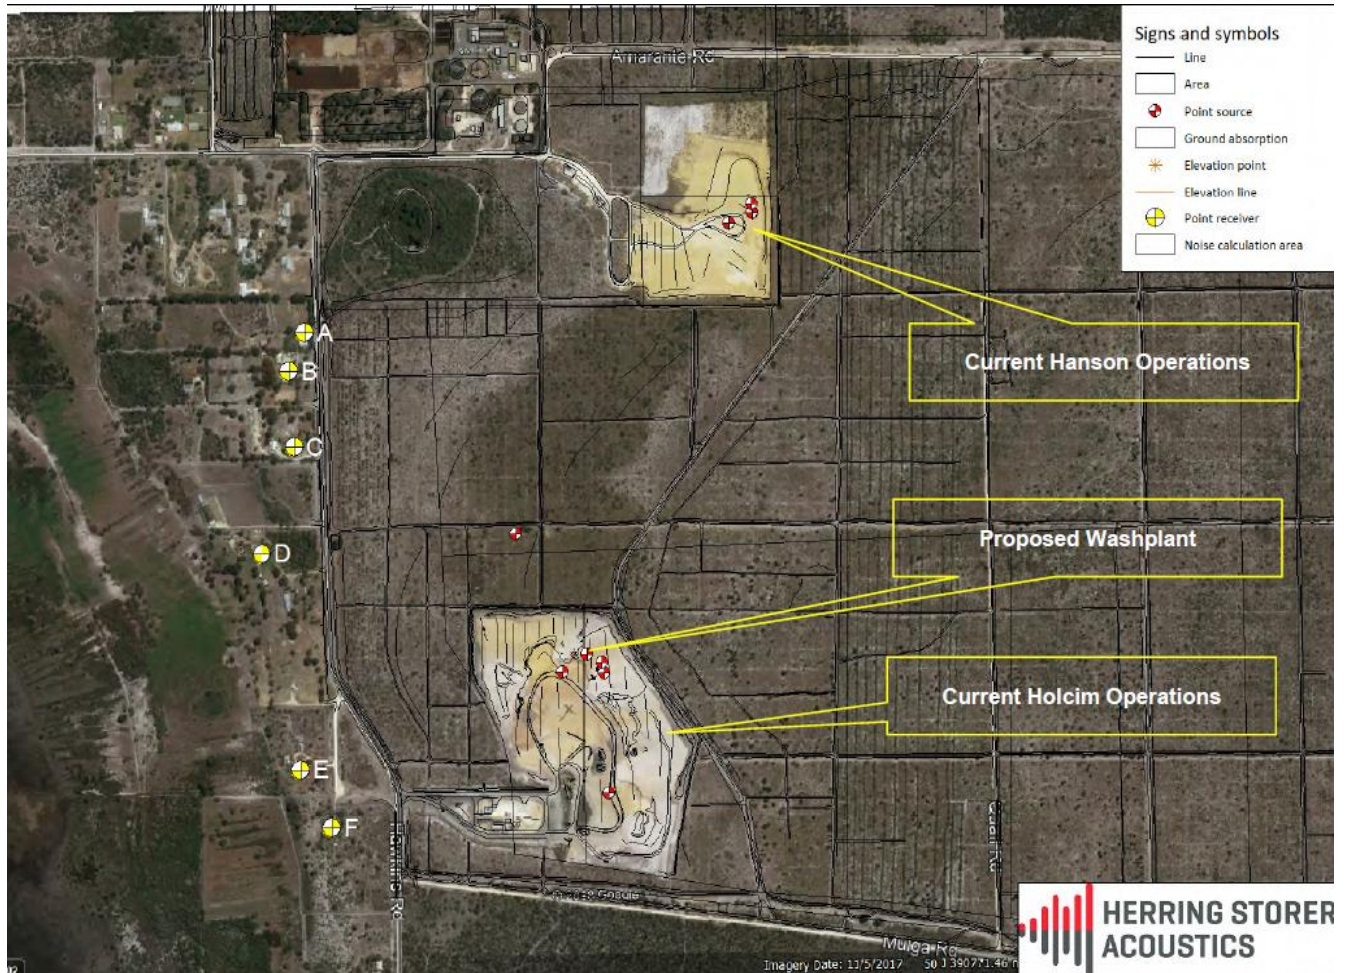 Signs and symbols
Line
Area
Point source
Ground absorption
Elevation point
Elevation line
Point receiver
Noise calculation area
Amarante Rd
A
B
C
D
E
F
Current Hanson Operations
Proposed Washplant
Current Holcim Operations
Mulga Rd
HERRING STORER
ACOUSTICS
Imagery Date: 11/5/2017